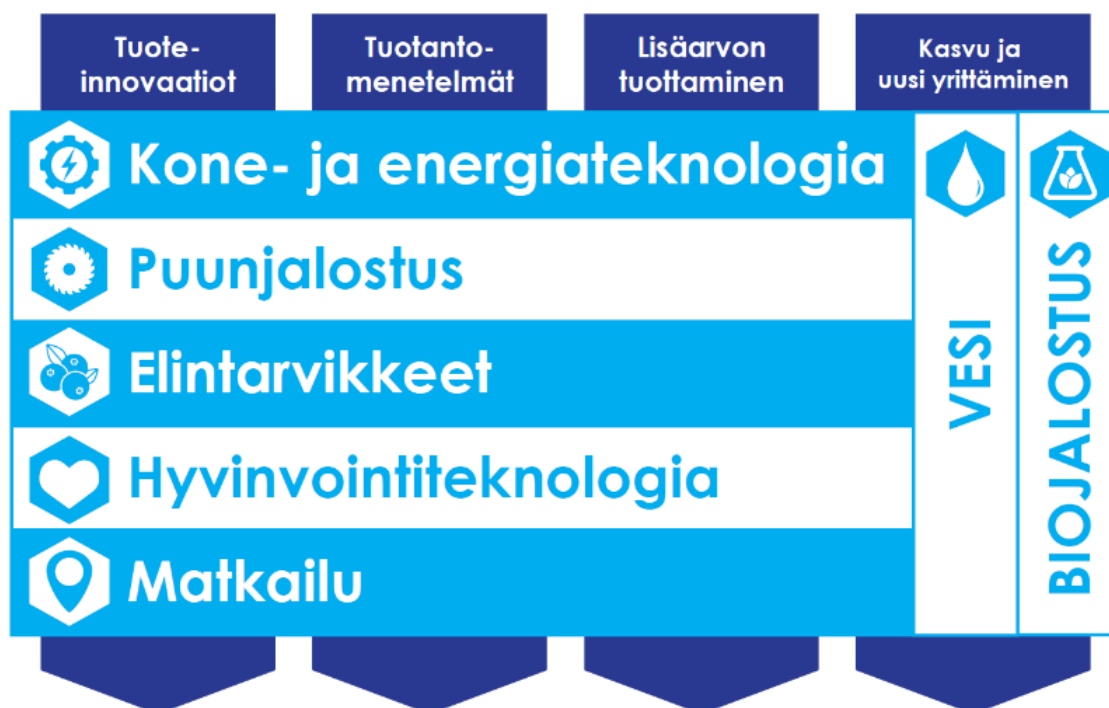 Tuote-
innovaatiot
Tuotanto-
menetelmät
Lisäarvon
tuottaminen
Kasvu ja
uusi yrittäminen
Kone- ja energiateknologia
Puunjalostus
Elintarvikkeet
Hyvinvointiteknologia
Matkailu
VESI
BIOJALOSTUS